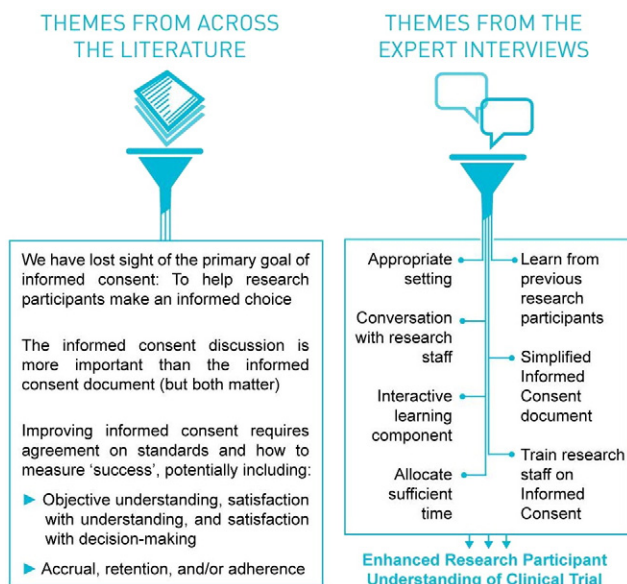 THEMES FROM ACROSS
THE LITERATURE
We have lost sight of the primary goal of
informed consent: To help research
participants make an informed choice
The informed consent discussion is
more important than the informed
consent document (but both matter)
Improving informed consent requires
agreement on standards and how to
measure ‘success’, potentially including:
► Objective understanding, satisfaction
with understanding, and satisfaction
with decision-making
► Accrual, retention, and/or adherence
THEMES FROM THE
EXPERT INTERVIEWS
Appropriate
setting
Conversation
with research
staff
Interactive
learning
component
Allocate
sufficient
time
Learn from
previous
research
participants
Simplified
Informed
Consent
document
Train research
staff on
Informed
Consent
Enhanced Research Participant
Understanding of Clinical Trial